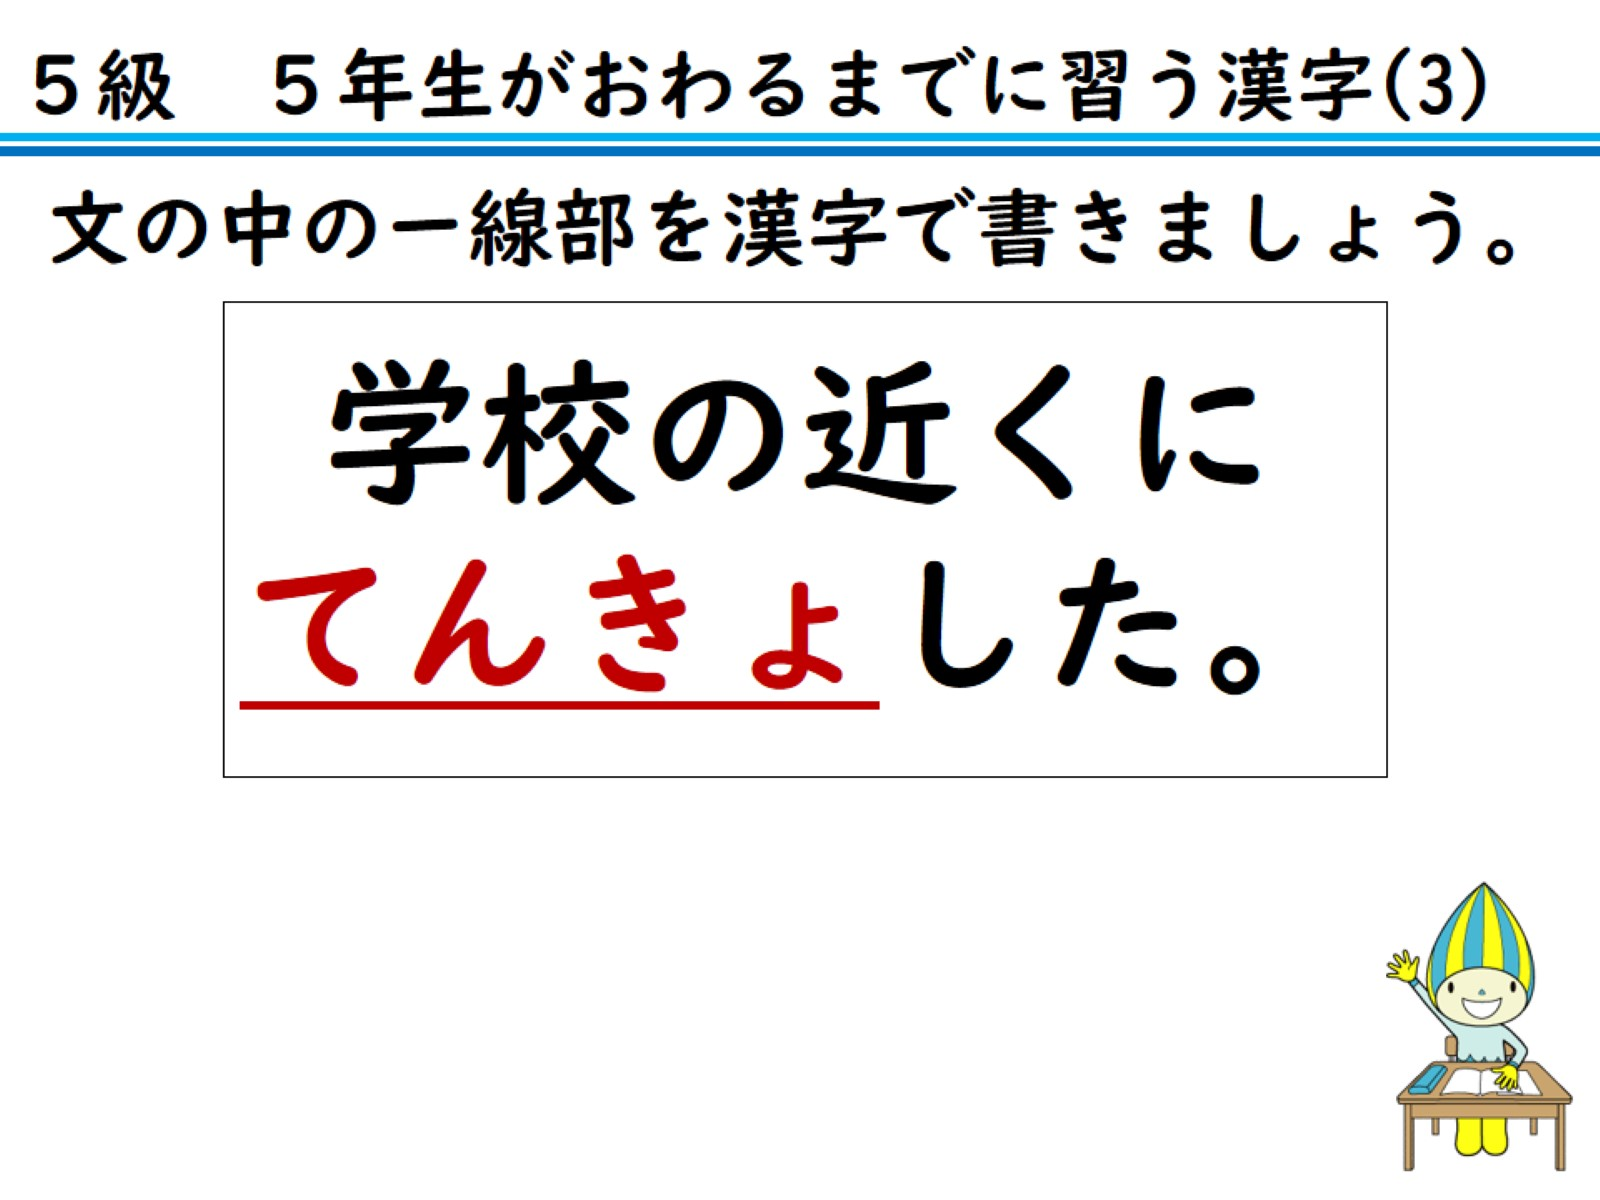 ５級　５年生がおわるまでに習う漢字(3)
文の中の―線部を漢字で書きましょう。
学校の近くに
てんきょした。